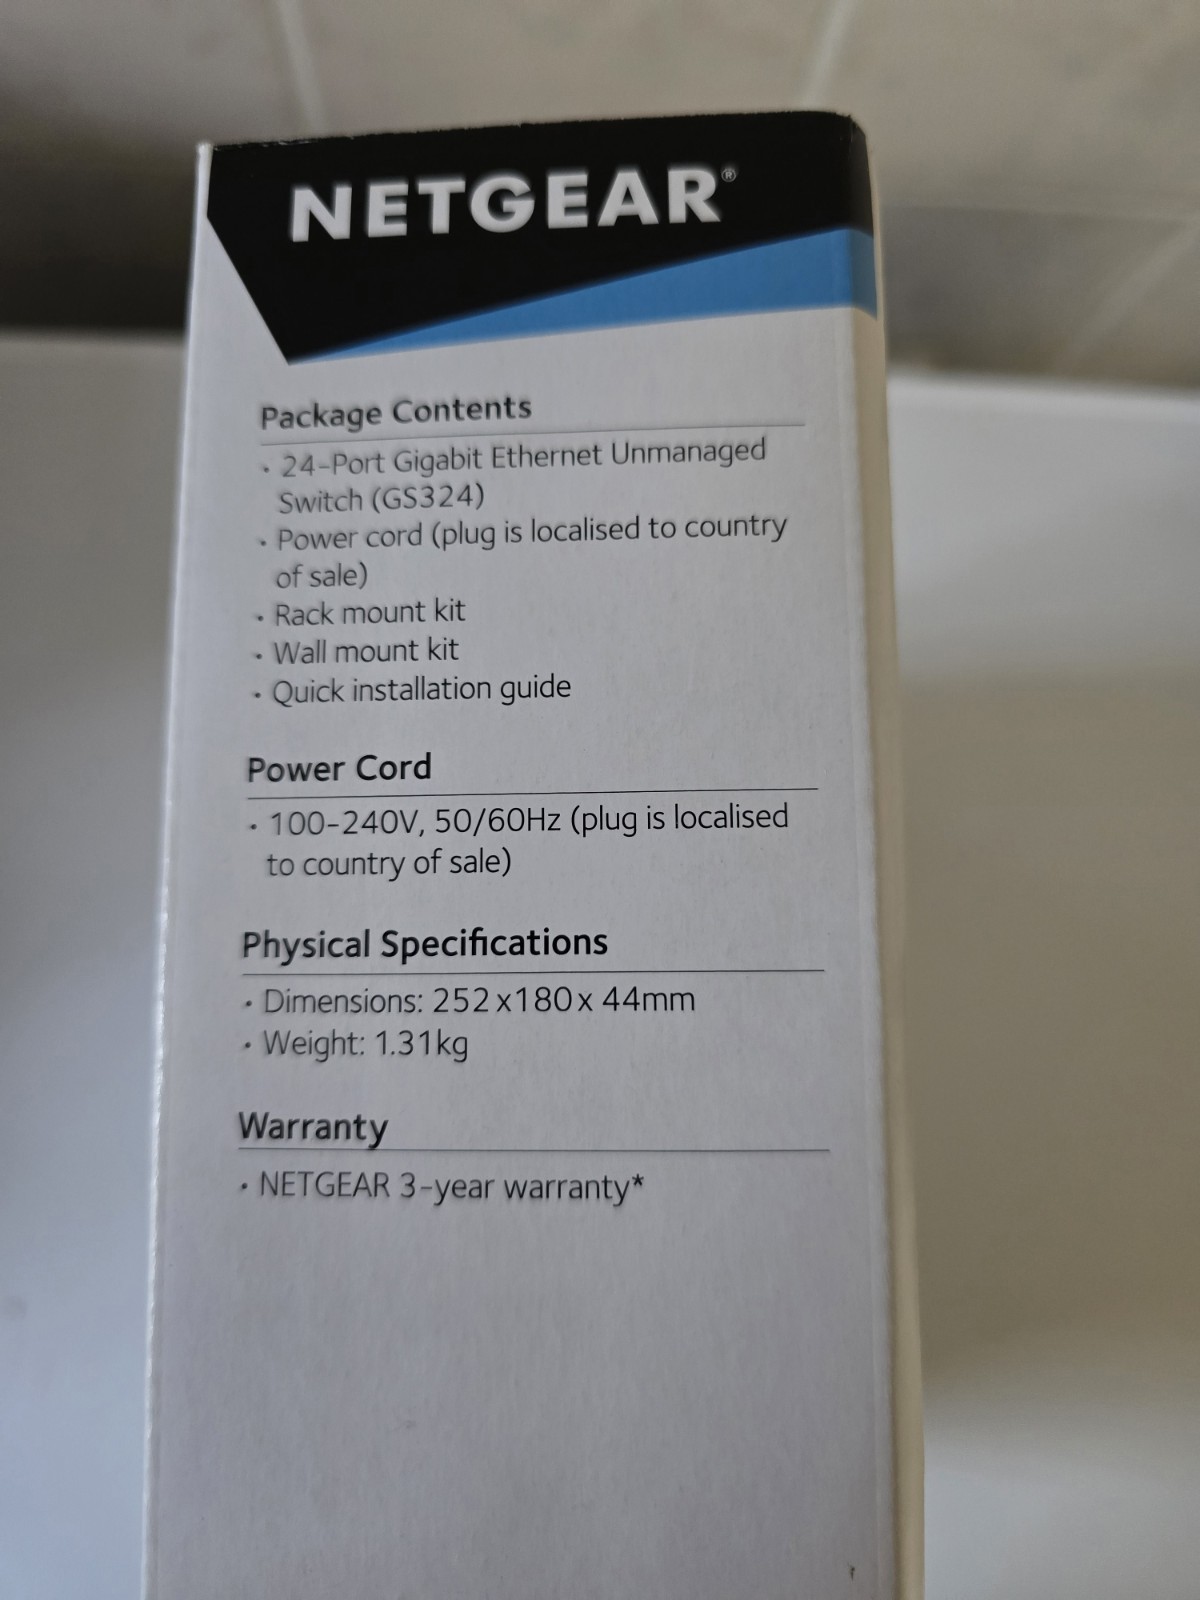 NETGEAR®
Package Contents
· 24-Port Gigabit Ethernet Unmanaged
Switch (GS324)
· Power cord (plug is localised to country
of sale)
· Rack mount kit
· Wall mount kit
· Quick installation guide
Power Cord
· 100-240V, 50/60Hz (plug is localised
to country of sale)
Physical Specifications
· Dimensions: 252x180x 44mm
· Weight: 1.31kg
Warranty
· NETGEAR 3-year warranty*